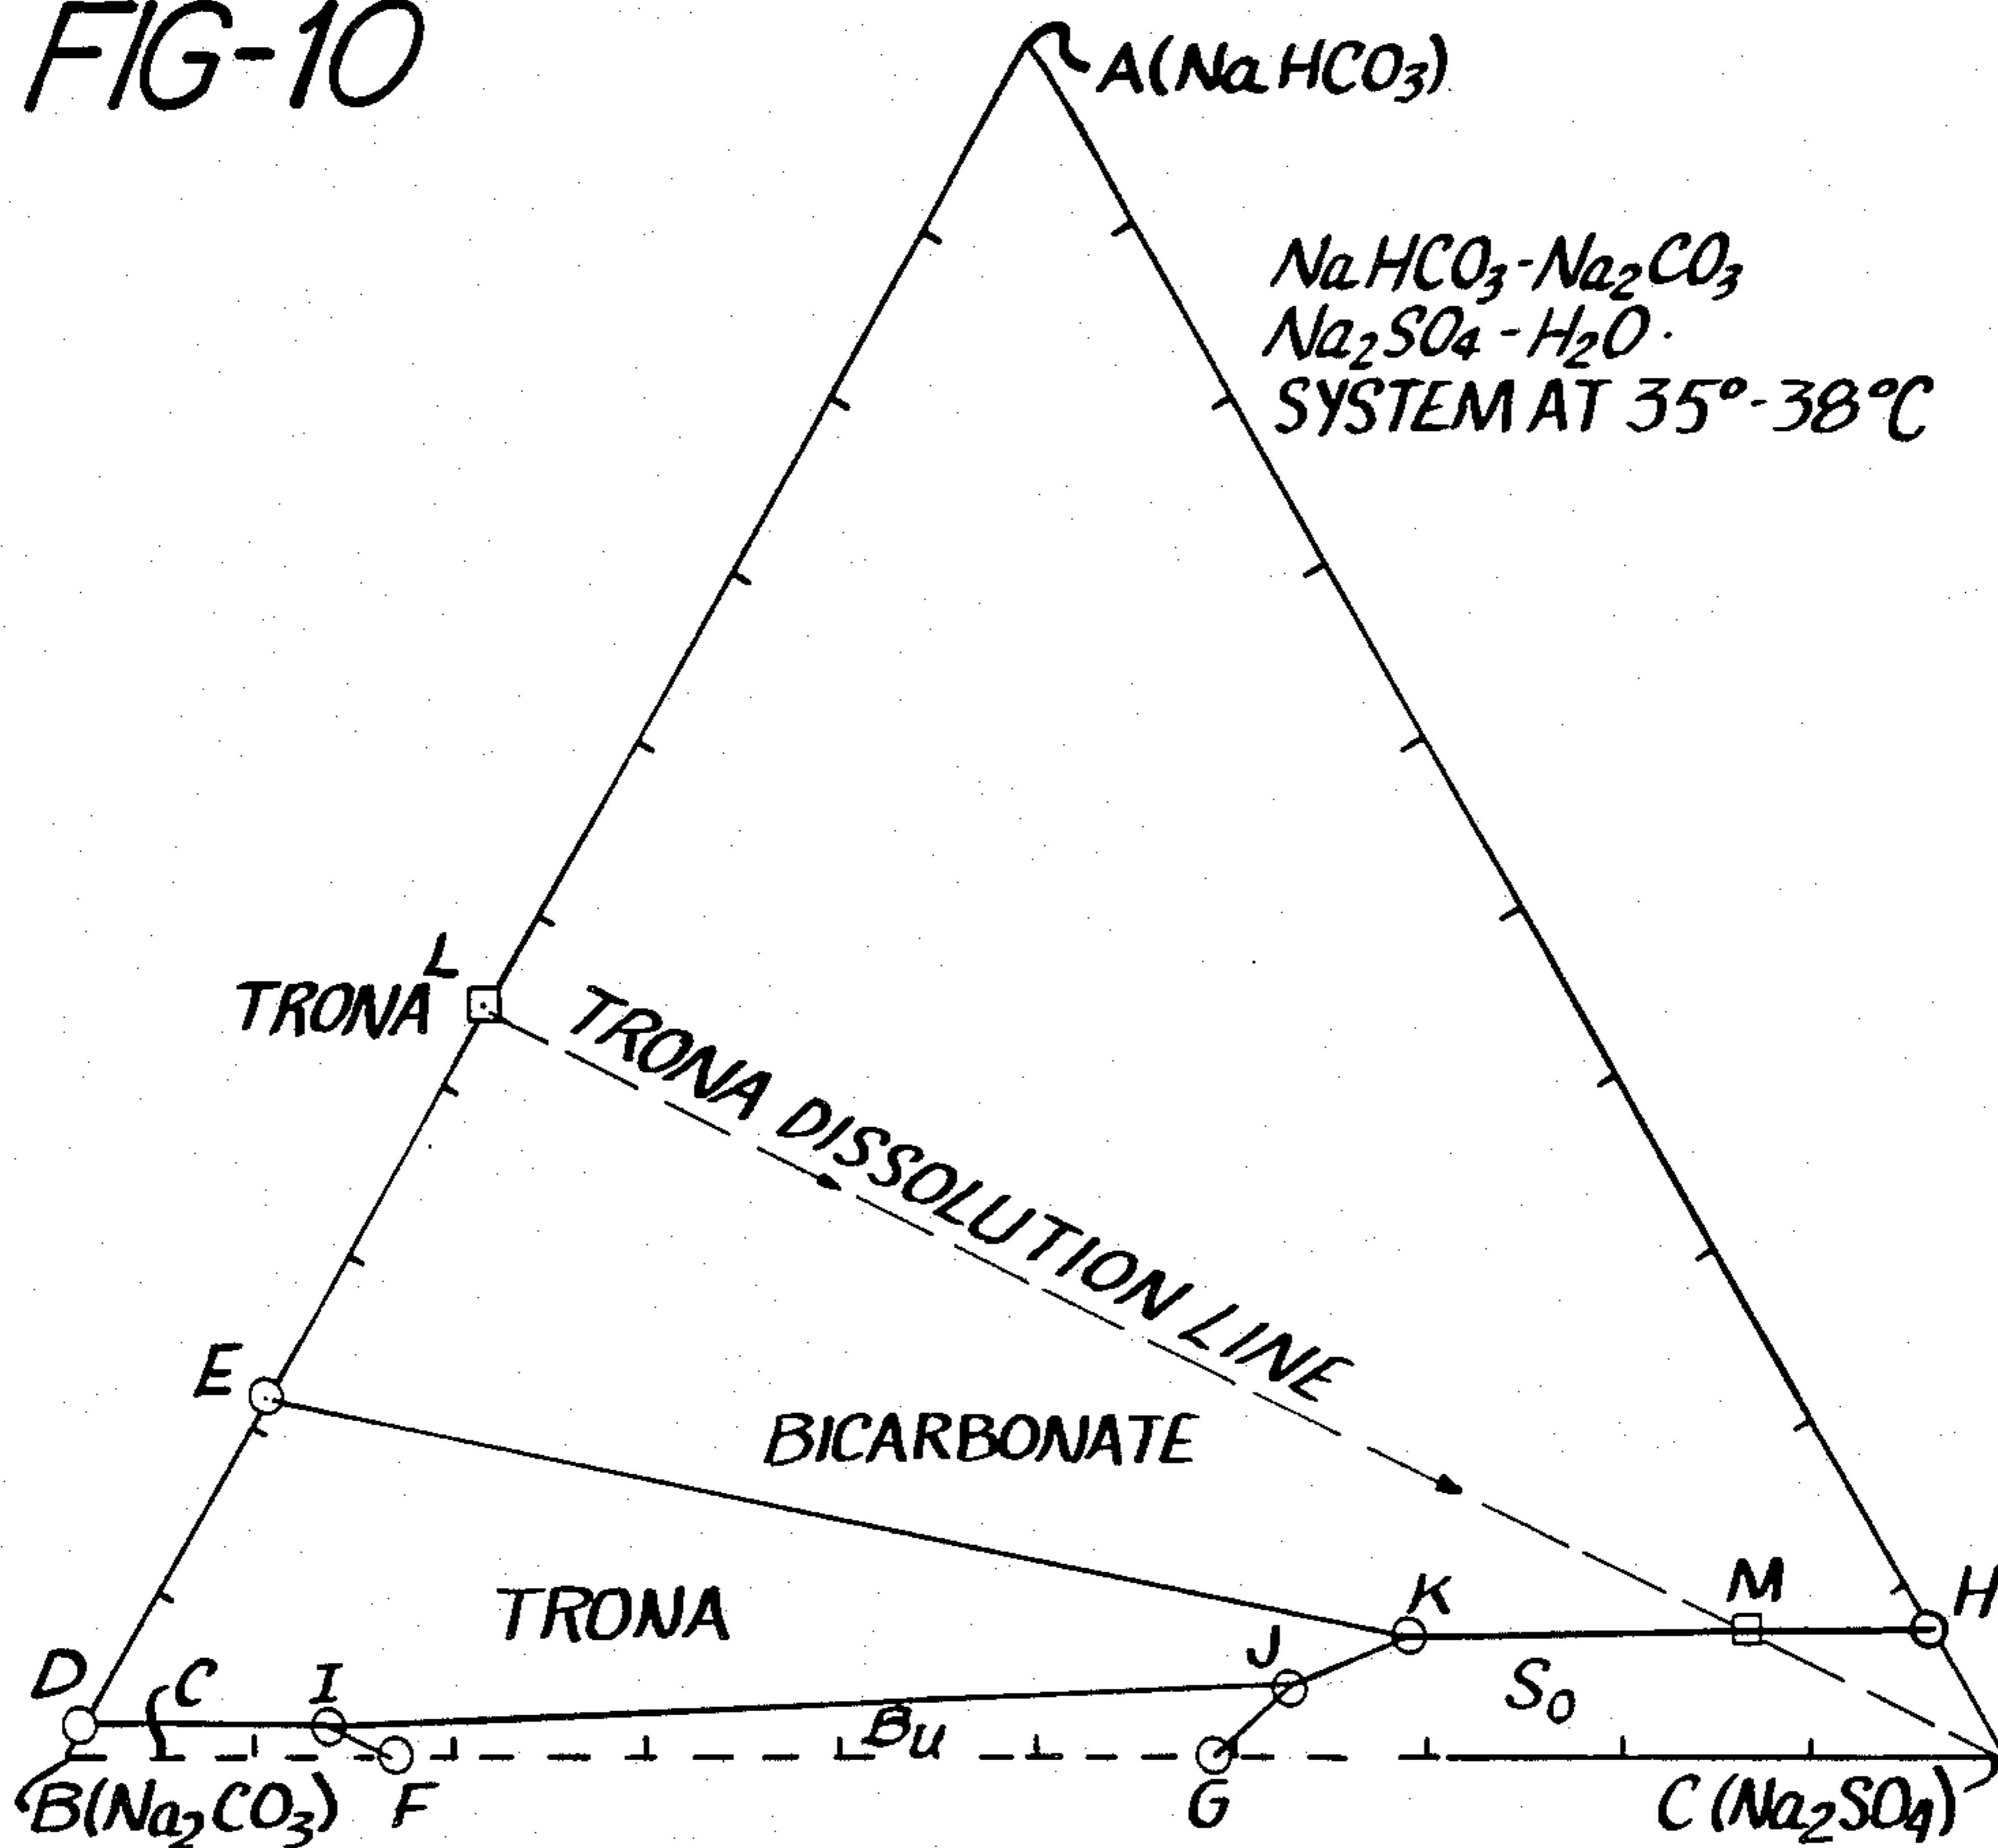 FIG-10
A(NaHCO₃)
NaHCO₃-Na₂CO₃
Na₂SO₄-H₂O.
SYSTEM AT 35°-38°C
L
TRONA
TRONA DISSOLUTION LINE
E
BICARBONATE
TRONA
K
M
H
D
C
I
J
S₀
Bu
B(Na₂CO₃)
F
G
C(Na₂SO₄)